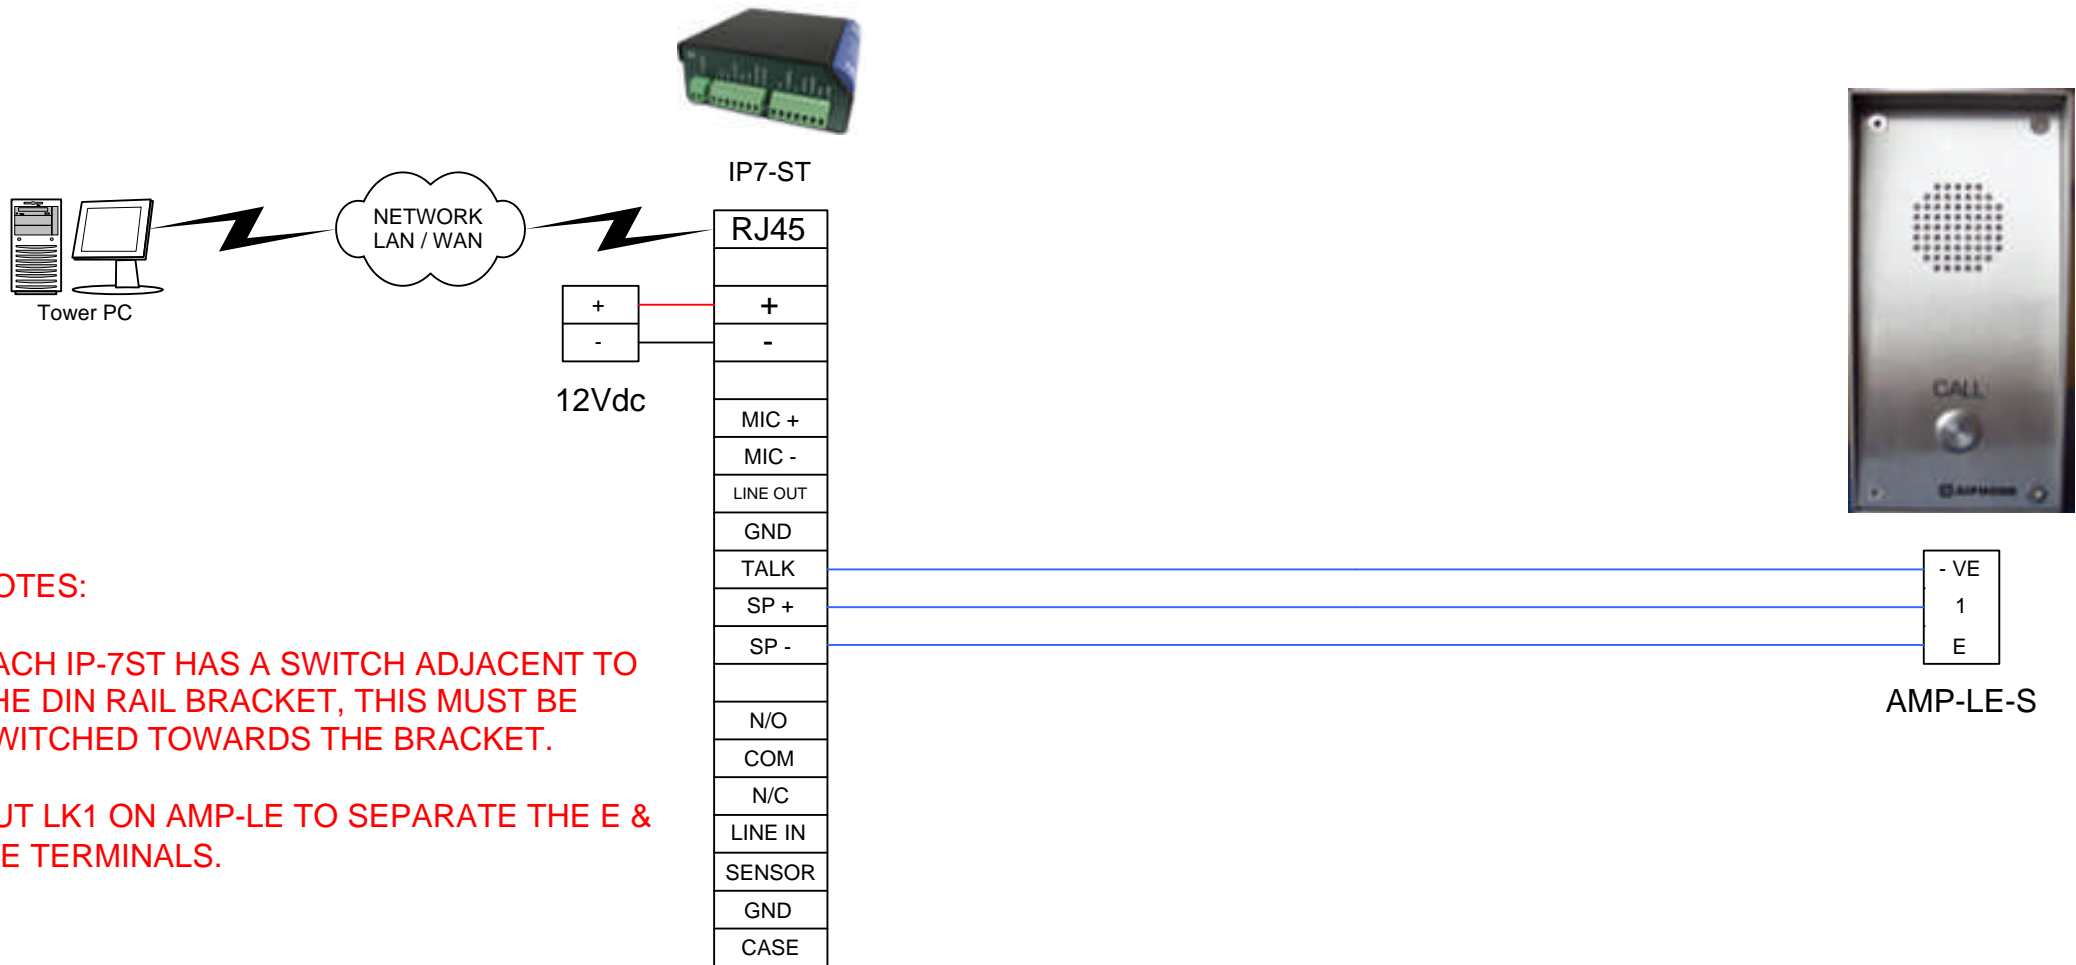 IP7-ST
NETWORK
LAN / WAN
Tower PC
RJ45
+
-
+
-
12Vdc
MIC +
MIC -
LINE OUT
GND
TALK
SP +
SP -
N/O
COM
N/C
LINE IN
SENSOR
GND
CASE
CALL
- VE
1
E
AMP-LE-S
OTES:
ACH IP-7ST HAS A SWITCH ADJACENT TO
HE DIN RAIL BRACKET, THIS MUST BE
WITCHED TOWARDS THE BRACKET.
UT LK1 ON AMP-LE TO SEPARATE THE E &
E TERMINALS.